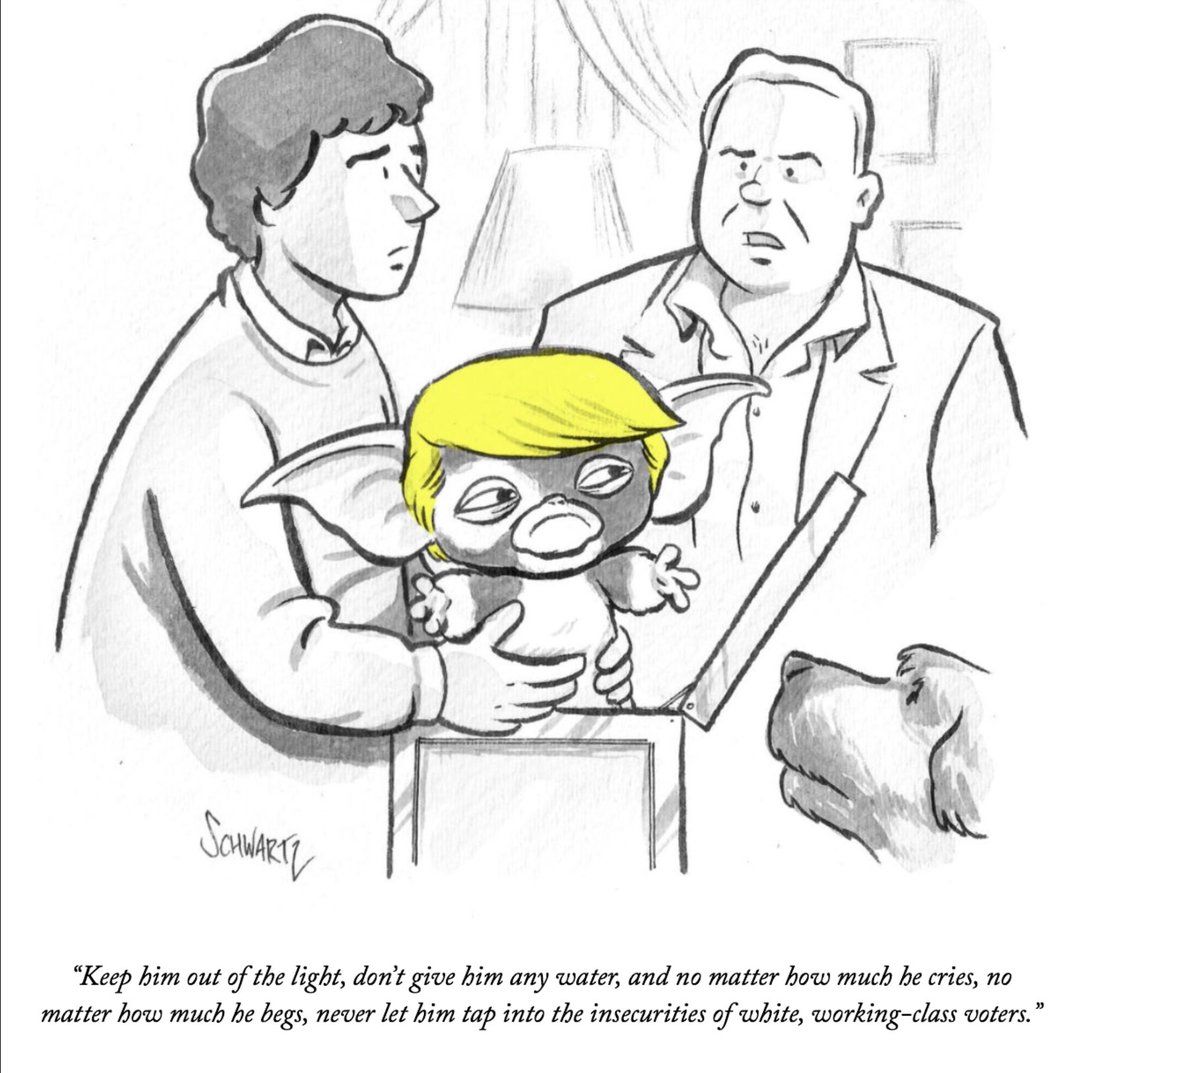 SCHWARTZ
“Keep him out of the light, don’t give him any water, and no matter how much he cries, no
matter how much he begs, never let him tap into the insecurities of white, working-class voters.”